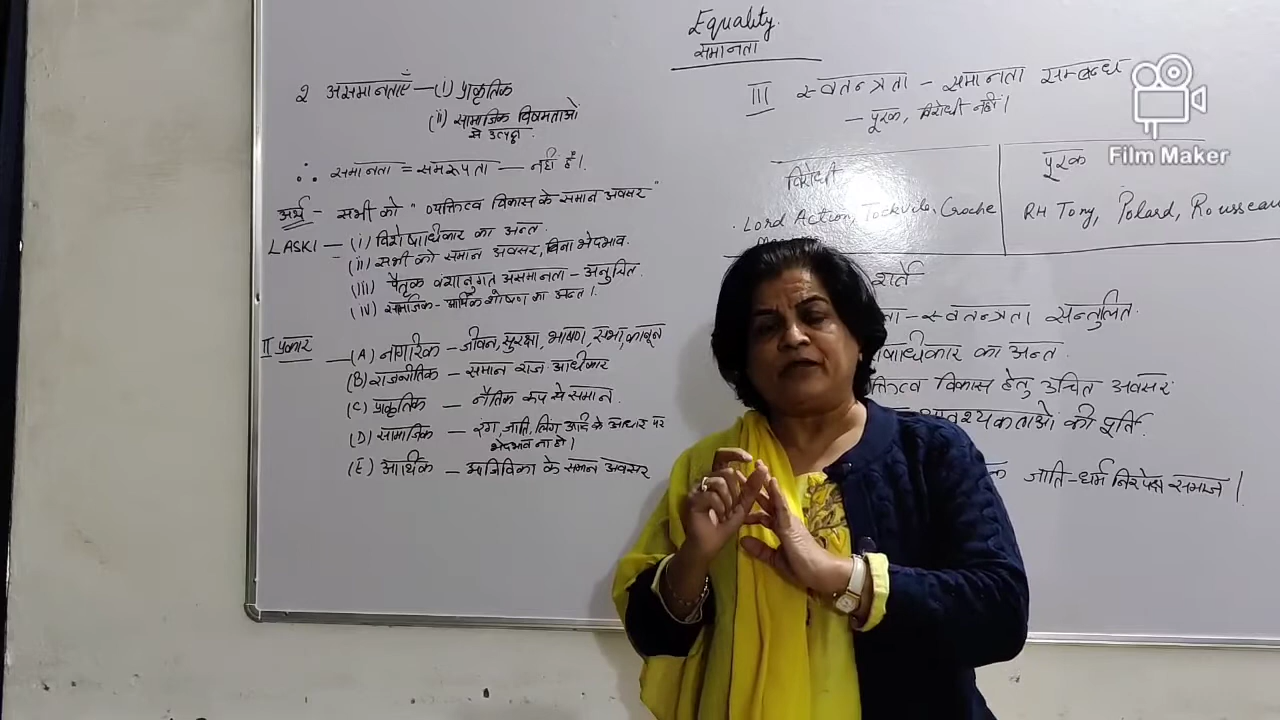 Equality.
समानता
2 असमानताएँ — (i) प्राकृतिक
(ii) सामाजिक विषमताओं
से उत्पन्न.
∴ समानता = समरूपता — नहीं है।
अर्थ - सभी को "व्यक्तित्व विकास के समान अवसर"
LASKI — (i) विशेषाधिकार का अन्त.
(ii) सभी को समान अवसर, बिना भेदभाव.
(iii) पैतृक वंशानुगत असमानता - अनुचित.
(iv) सामाजिक-आर्थिक शोषण का अन्त।
II प्रकार
— (A) नागरिक - जीवन, सुरक्षा, भाषण, सभा, कानून
(B) राजनीतिक — समान राज. अधिकार
(C) प्राकृतिक — नैतिक रूप से समान.
(D) सामाजिक — रंग, जाति, लिंग आदि के आधार पर
भेदभाव ना हो।
(E) आर्थिक — आजिविका के समान अवसर
III स्वतन्त्रता - समानता सम्बन्ध
- पूरक, विरोधी नहीं।
विरोधी
पूरक
. Lord Action, Tockvile, Croche
RH Tony, Polard, Rousseau
शर्ते
- स्वतन्त्रता सन्तुलित.
का अन्त.
विकास हेतु उचित अवसर
की पूर्ति.
जाति-धर्म निरपेक्ष समाज।
Film Maker